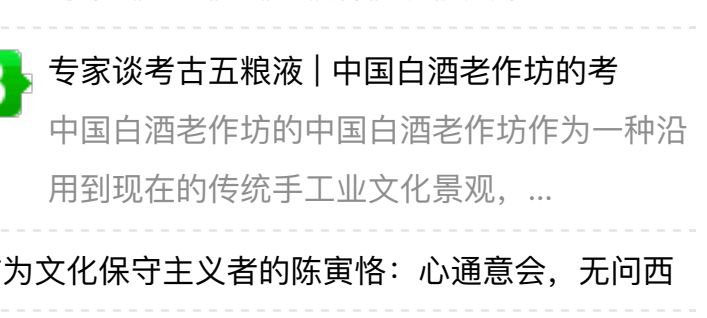 专家谈考古五粮液 | 中国白酒老作坊的考
中国白酒老作坊的中国白酒老作坊作为一种沿
用到现在的传统手工业文化景观，...
为文化保守主义者的陈寅恪：心通意会，无问西